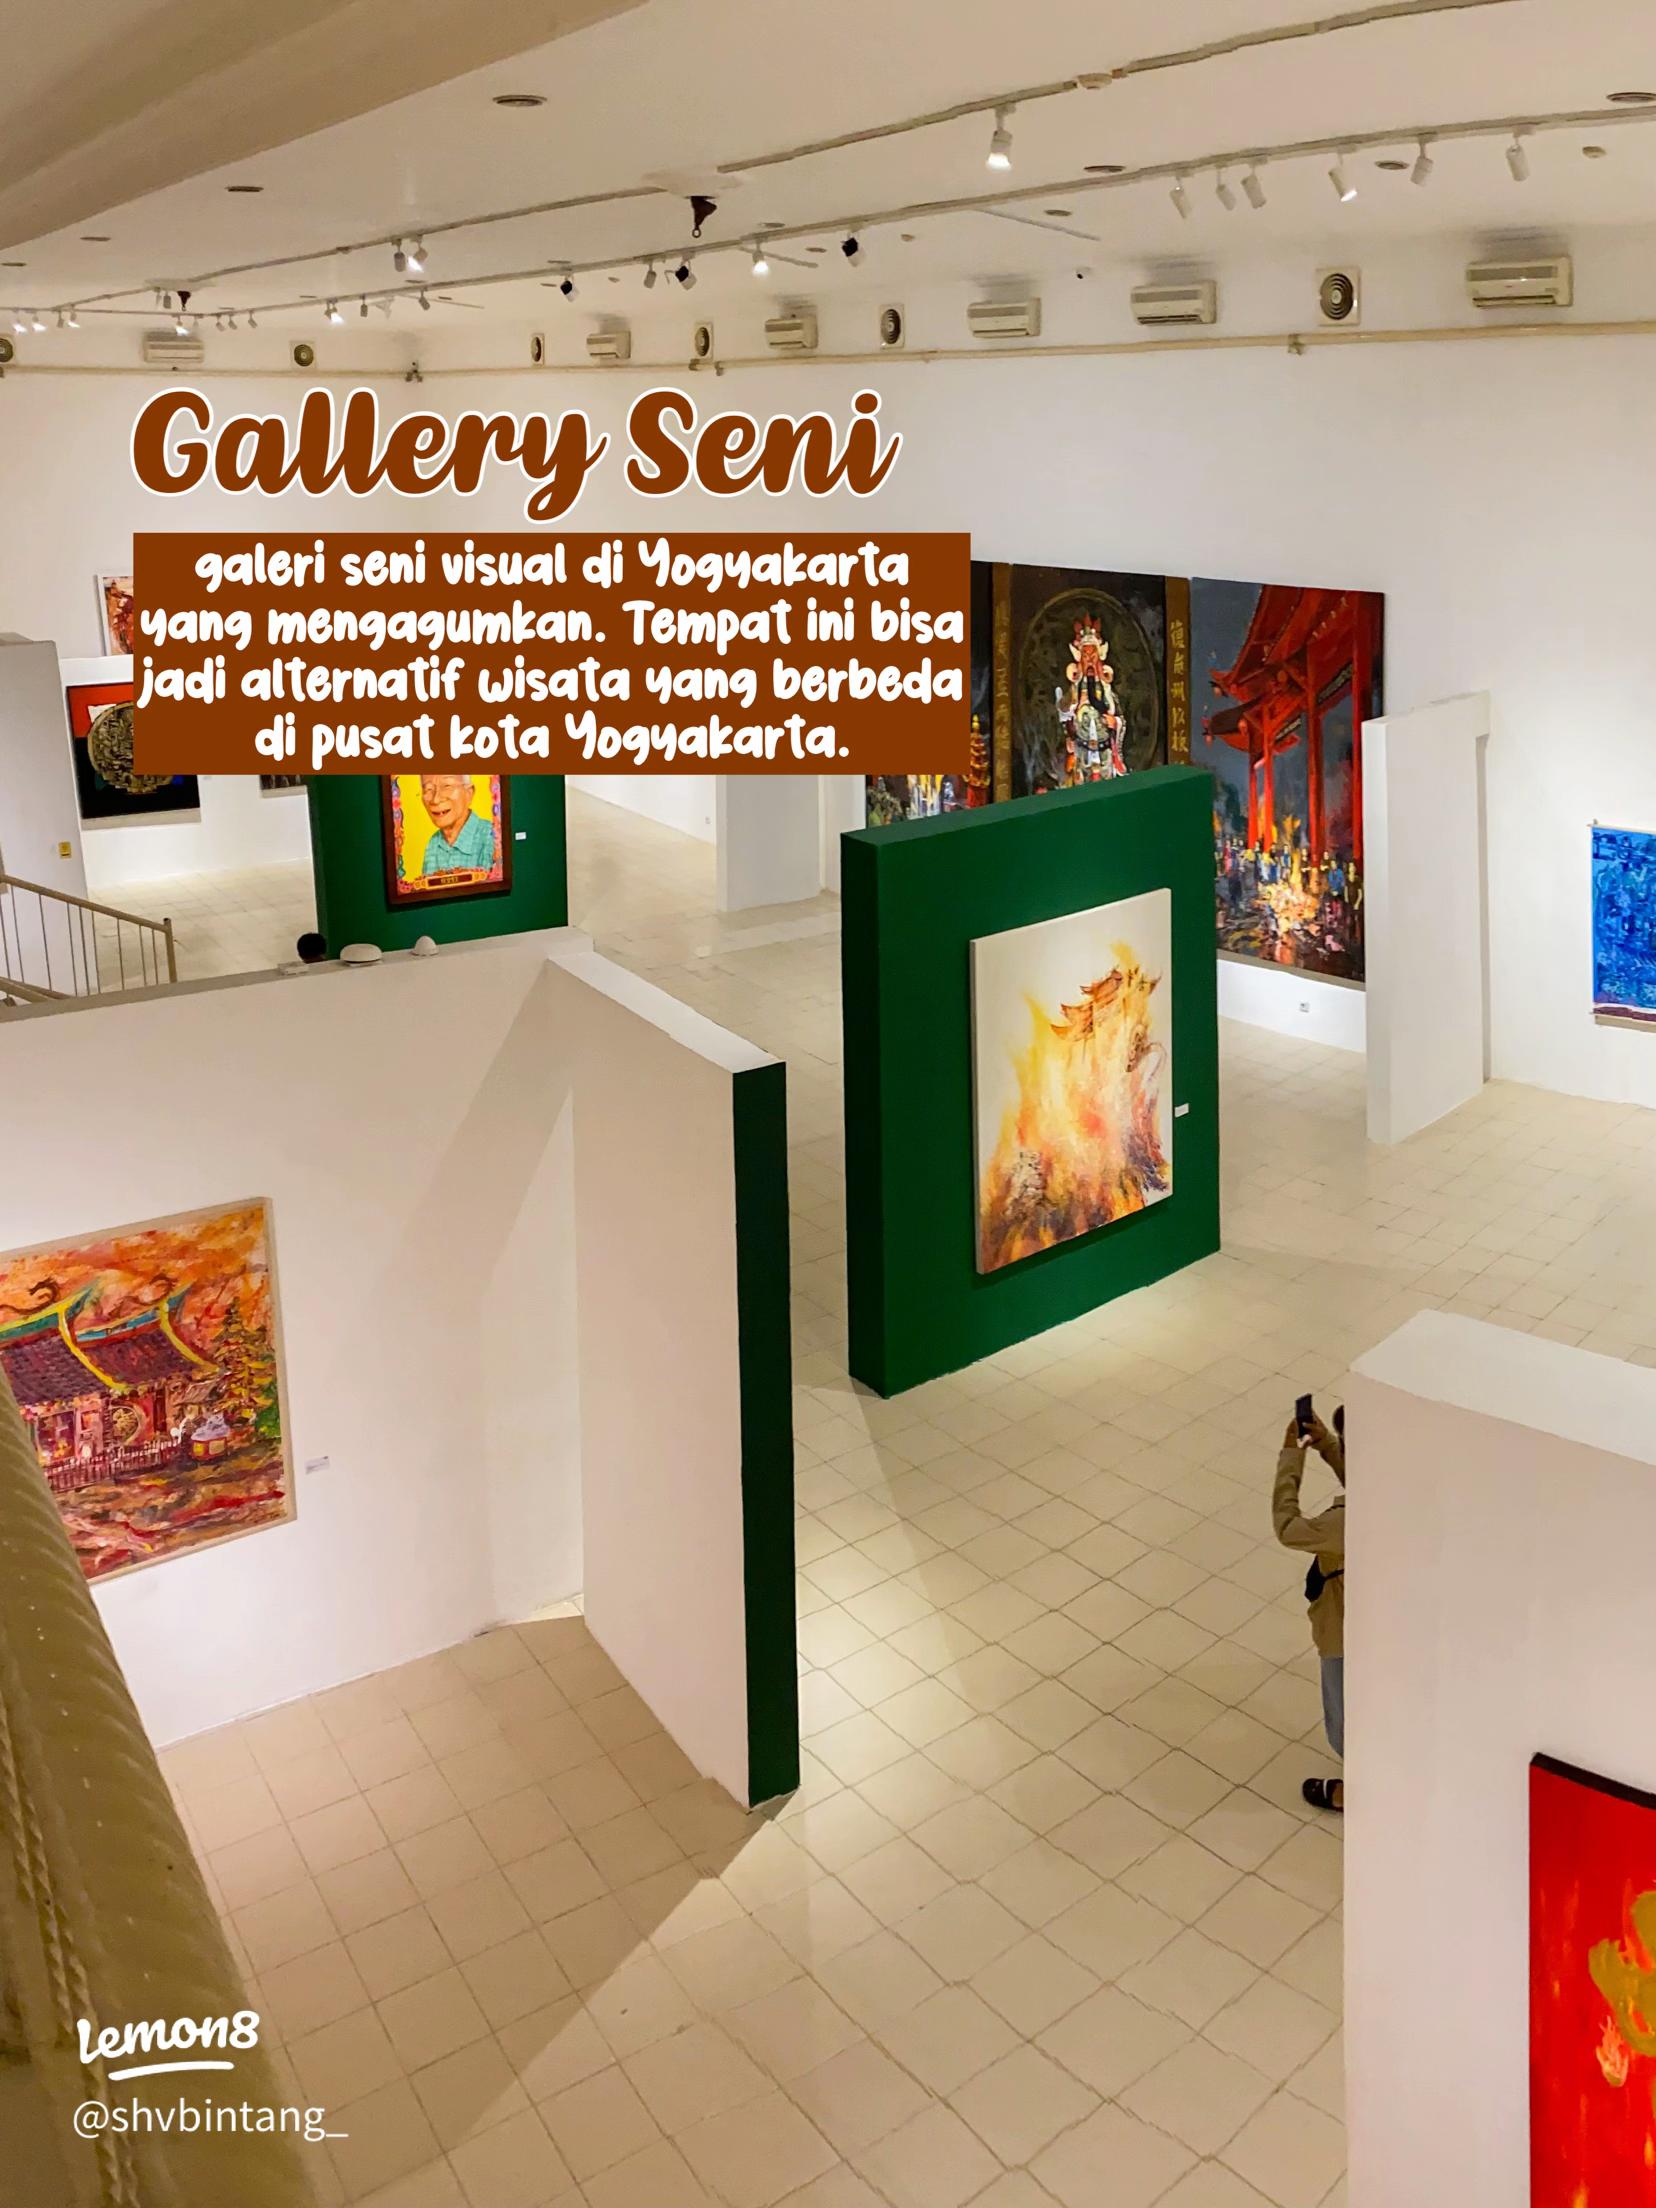 Gallery Seni
galeri seni visual di Yogyakarta
yang mengagumkan. Tempat ini bisa
jadi alternatif wisata yang berbeda
di pusat kota Yogyakarta.
Lemon8
@shvbintang_